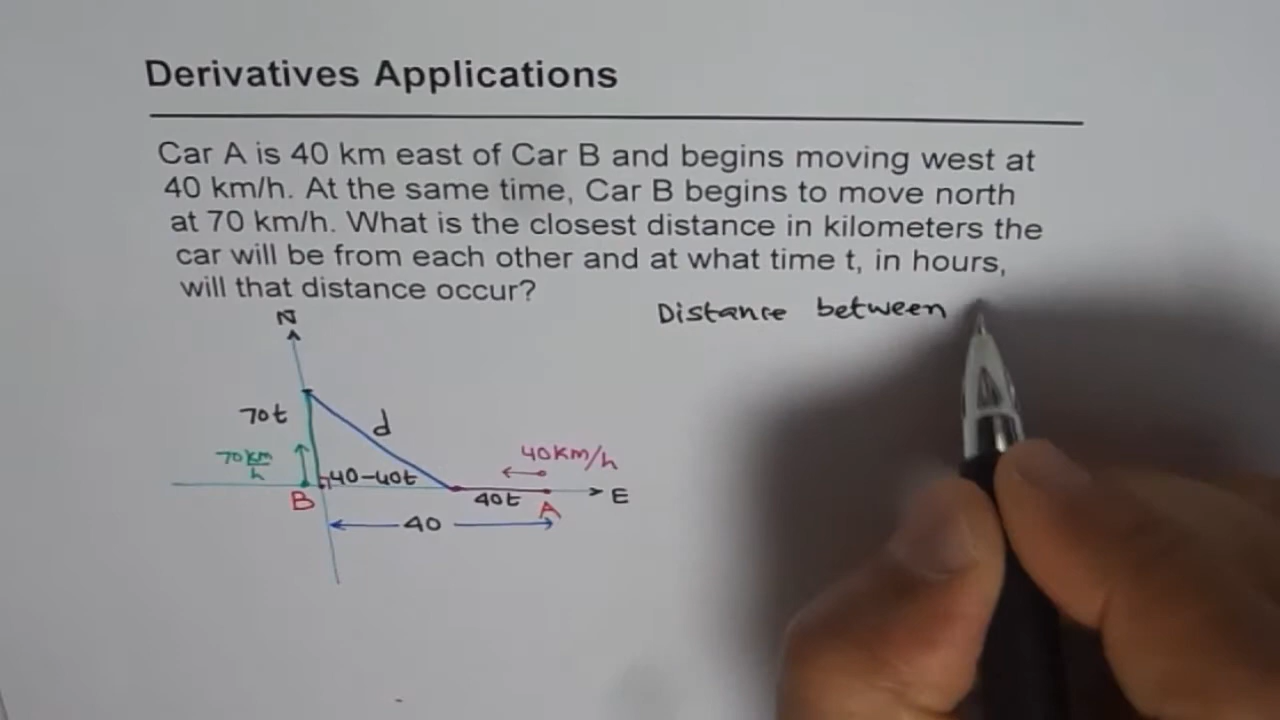 Derivatives Applications
Car A is 40 km east of Car B and begins moving west at
40 km/h. At the same time, Car B begins to move north
at 70 km/h. What is the closest distance in kilometers the
car will be from each other and at what time t, in hours,
will that distance occur?
Distance between
N
70t
d
70 km
h
40-40t
40km/h
B
40t
A
E
40